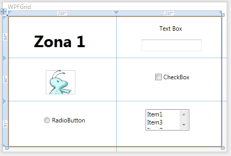 WPFGrid
Zona 1
Text Box
CheckBox
RadioButton
Item1
Item3